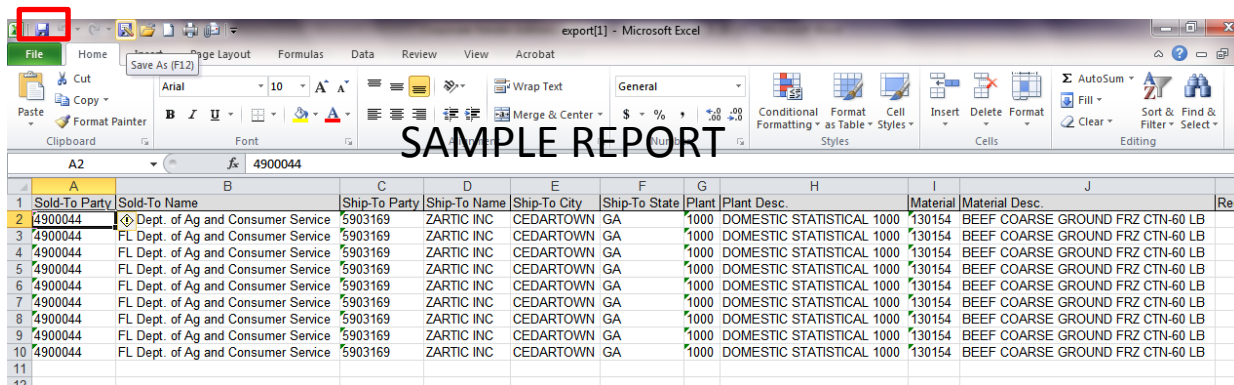 export[1] - Microsoft Excel
File Home Insert Page Layout Formulas Data Review View Acrobat
Save As (F12)
Paste
Cut
Copy
Format Painter
Clipboard
Arial 10 A A
B I U A
Font
Wrap Text
Merge & Center
General
$ % , .0 .00 .00 .0
Conditional Formatting
Format as Table
Cell Styles
Styles
Insert Delete Format
Cells
Σ AutoSum
Fill
Clear
Sort & Filter
Find & Select
Editing
SAMPLE REPORT
A2 fx 4900044
A B C D E F G H I J
1 Sold-To Party Sold-To Name Ship-To Party Ship-To Name Ship-To City Ship-To State Plant Plant Desc. Material Material Desc. Re
2 4900044 Dept. of Ag and Consumer Service 5903169 ZARTIC INC CEDARTOWN GA 1000 DOMESTIC STATISTICAL 1000 130154 BEEF COARSE GROUND FRZ CTN-60 LB
3 4900044 FL Dept. of Ag and Consumer Service 5903169 ZARTIC INC CEDARTOWN GA 1000 DOMESTIC STATISTICAL 1000 130154 BEEF COARSE GROUND FRZ CTN-60 LB
4 4900044 FL Dept. of Ag and Consumer Service 5903169 ZARTIC INC CEDARTOWN GA 1000 DOMESTIC STATISTICAL 1000 130154 BEEF COARSE GROUND FRZ CTN-60 LB
5 4900044 FL Dept. of Ag and Consumer Service 5903169 ZARTIC INC CEDARTOWN GA 1000 DOMESTIC STATISTICAL 1000 130154 BEEF COARSE GROUND FRZ CTN-60 LB
6 4900044 FL Dept. of Ag and Consumer Service 5903169 ZARTIC INC CEDARTOWN GA 1000 DOMESTIC STATISTICAL 1000 130154 BEEF COARSE GROUND FRZ CTN-60 LB
7 4900044 FL Dept. of Ag and Consumer Service 5903169 ZARTIC INC CEDARTOWN GA 1000 DOMESTIC STATISTICAL 1000 130154 BEEF COARSE GROUND FRZ CTN-60 LB
8 4900044 FL Dept. of Ag and Consumer Service 5903169 ZARTIC INC CEDARTOWN GA 1000 DOMESTIC STATISTICAL 1000 130154 BEEF COARSE GROUND FRZ CTN-60 LB
9 4900044 FL Dept. of Ag and Consumer Service 5903169 ZARTIC INC CEDARTOWN GA 1000 DOMESTIC STATISTICAL 1000 130154 BEEF COARSE GROUND FRZ CTN-60 LB
10 4900044 FL Dept. of Ag and Consumer Service 5903169 ZARTIC INC CEDARTOWN GA 1000 DOMESTIC STATISTICAL 1000 130154 BEEF COARSE GROUND FRZ CTN-60 LB
11